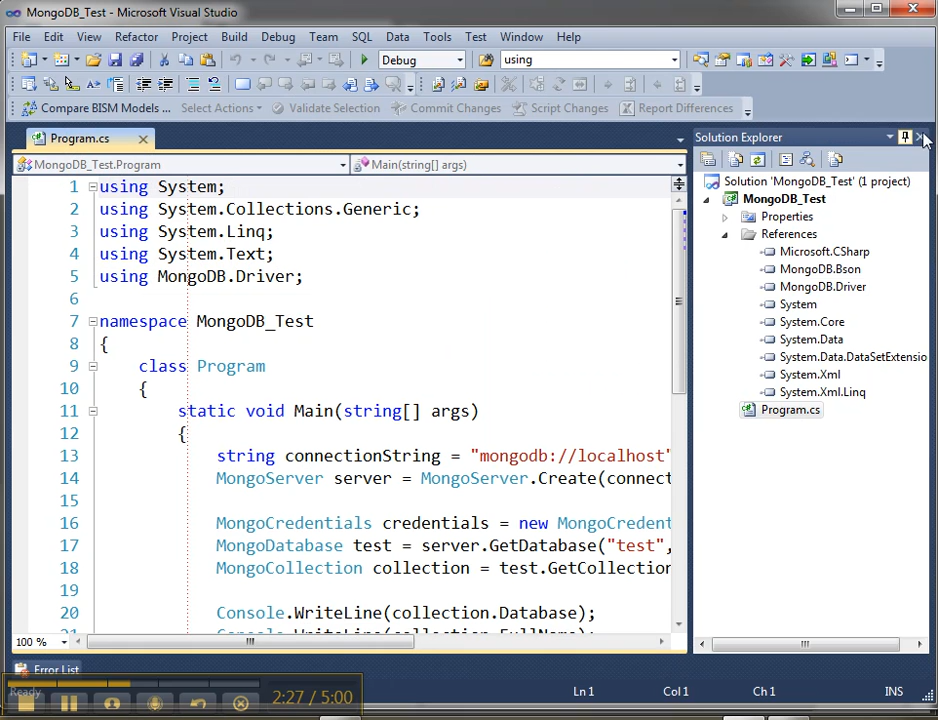 MongoDB_Test - Microsoft Visual Studio
File Edit View Refactor Project Build Debug Team SQL Data Tools Test Window Help
Debug using
Compare BISM Models ... Select Actions Validate Selection Commit Changes Script Changes Report Differences
Program.cs
MongoDB_Test.Program Main(string[] args)
1 using System;
2 using System.Collections.Generic;
3 using System.Linq;
4 using System.Text;
5 using MongoDB.Driver;
6
7 namespace MongoDB_Test
8 {
9 class Program
10 {
11 static void Main(string[] args)
12 {
13 string connectionString = "mongodb://localhost"
14 MongoServer server = MongoServer.Create(connect
15
16 MongoCredentials credentials = new MongoCredent
17 MongoDatabase test = server.GetDatabase("test",
18 MongoCollection collection = test.GetCollection
19
20 Console.WriteLine(collection.Database);
21 Console.WriteLine(collection.FullName);
100 %
Solution Explorer
Solution 'MongoDB_Test' (1 project)
MongoDB_Test
Properties
References
Microsoft.CSharp
MongoDB.Bson
MongoDB.Driver
System
System.Core
System.Data
System.Data.DataSetExtensio
System.Xml
System.Xml.Linq
Program.cs
Error List
Ready
2:27 / 5:00
Ln 1 Col 1 Ch 1 INS